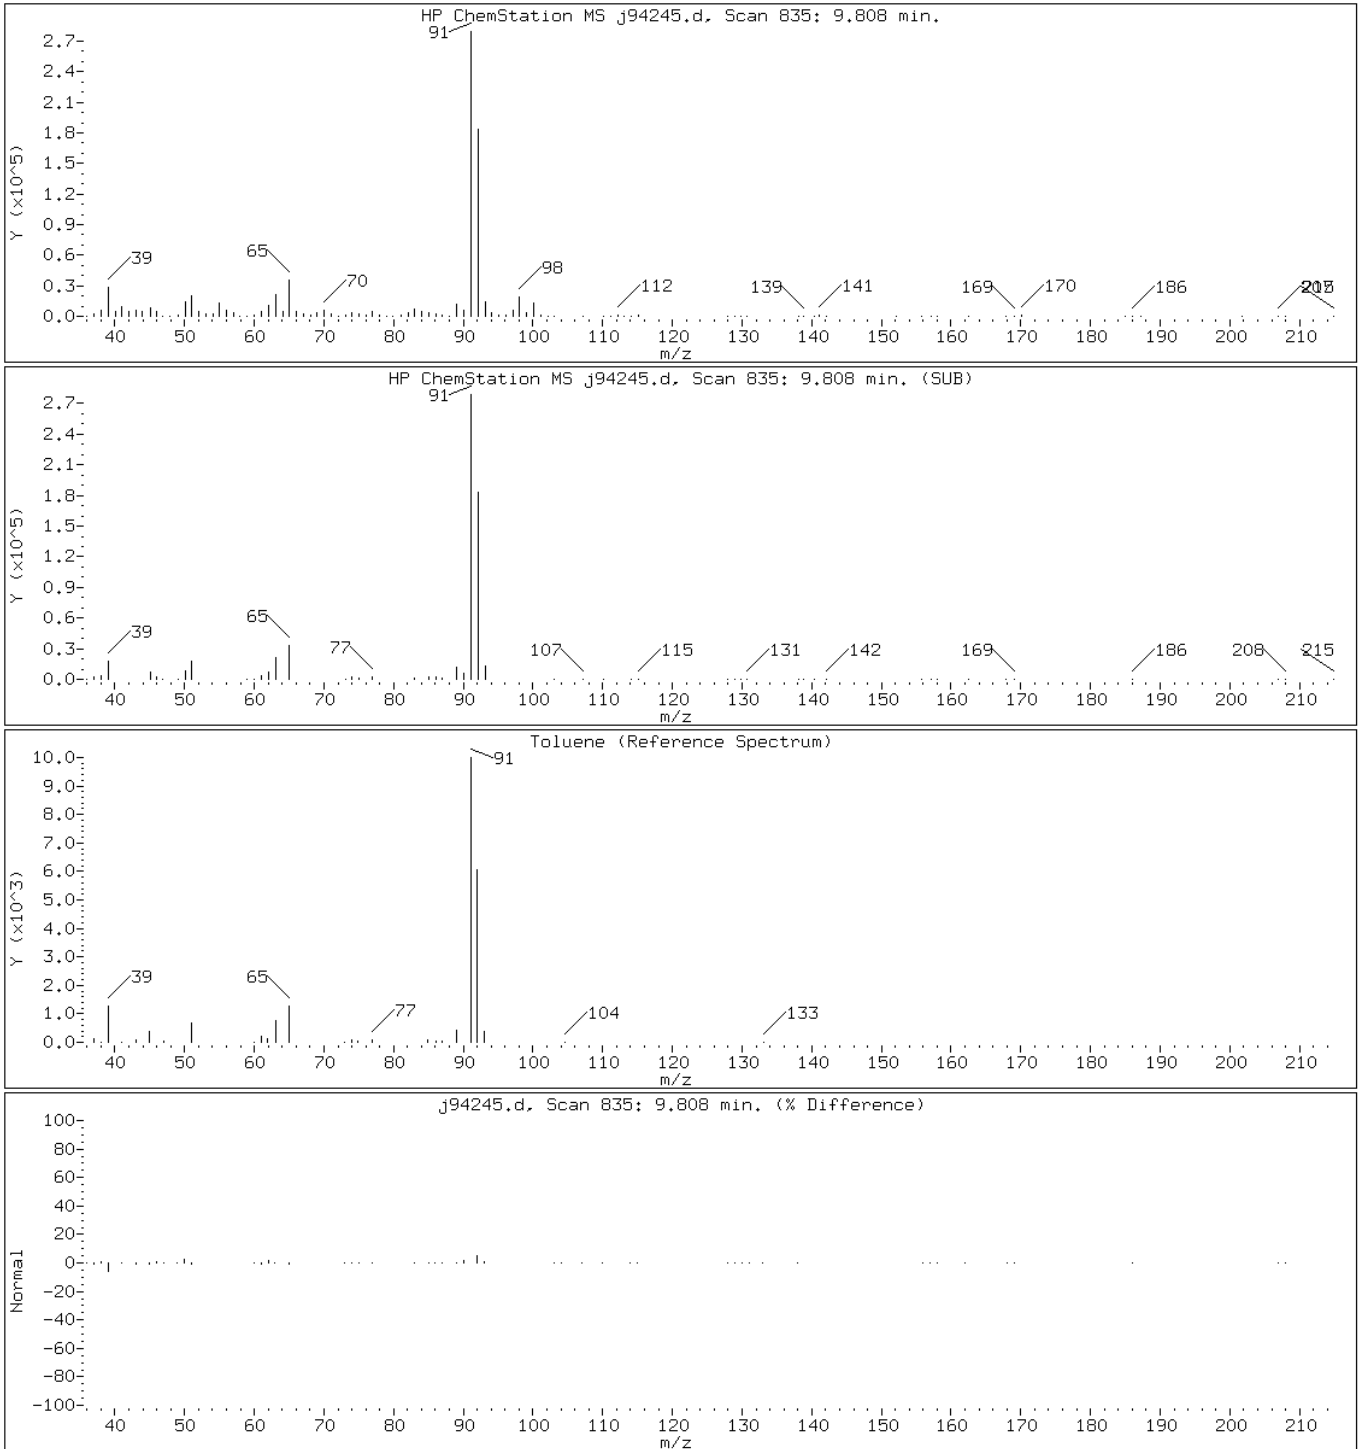 HP ChemStation MS j94245.d, Scan 835: 9.808 min.
91
2.7
2.4
2.1
1.8
1.5
1.2
0.9
0.6
0.3
0.0
Y (x10^5)
39 65 70 98 112 139 141 169 170 186
40 50 60 70 80 90 100 110 120 130 140 150 160 170 180 190 200 210
m/z
HP ChemStation MS j94245.d, Scan 835: 9.808 min. (SUB)
91
2.7
2.4
2.1
1.8
1.5
1.2
0.9
0.6
0.3
0.0
Y (x10^5)
39 65 77 107 115 131 142 169 186 208 215
40 50 60 70 80 90 100 110 120 130 140 150 160 170 180 190 200 210
m/z
Toluene (Reference Spectrum)
91
10.0
9.0
8.0
7.0
6.0
5.0
4.0
3.0
2.0
1.0
0.0
Y (x10^3)
39 65 77 104 133
40 50 60 70 80 90 100 110 120 130 140 150 160 170 180 190 200 210
m/z
j94245.d, Scan 835: 9.808 min. (% Difference)
100
80
60
40
20
0
-20
-40
-60
-80
-100
Normal
40 50 60 70 80 90 100 110 120 130 140 150 160 170 180 190 200 210
m/z